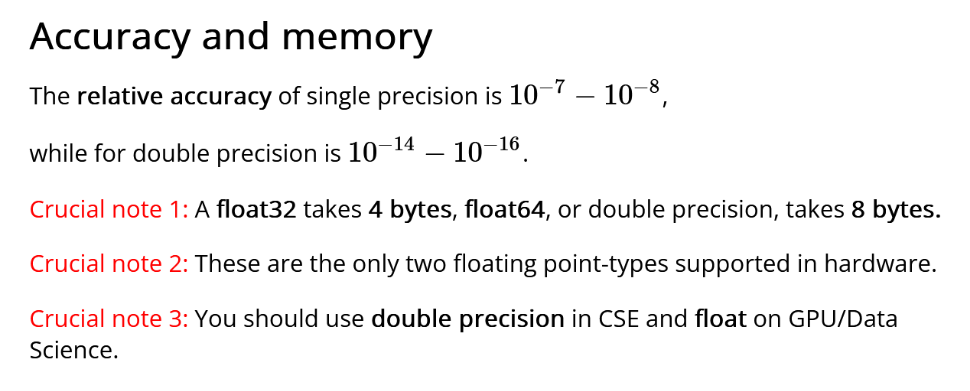 Accuracy and memory
The relative accuracy of single precision is 10⁻⁷ – 10⁻⁸,
while for double precision is 10⁻¹⁴ – 10⁻¹⁶.
Crucial note 1: A float32 takes 4 bytes, float64, or double precision, takes 8 bytes.
Crucial note 2: These are the only two floating point-types supported in hardware.
Crucial note 3: You should use double precision in CSE and float on GPU/Data
Science.